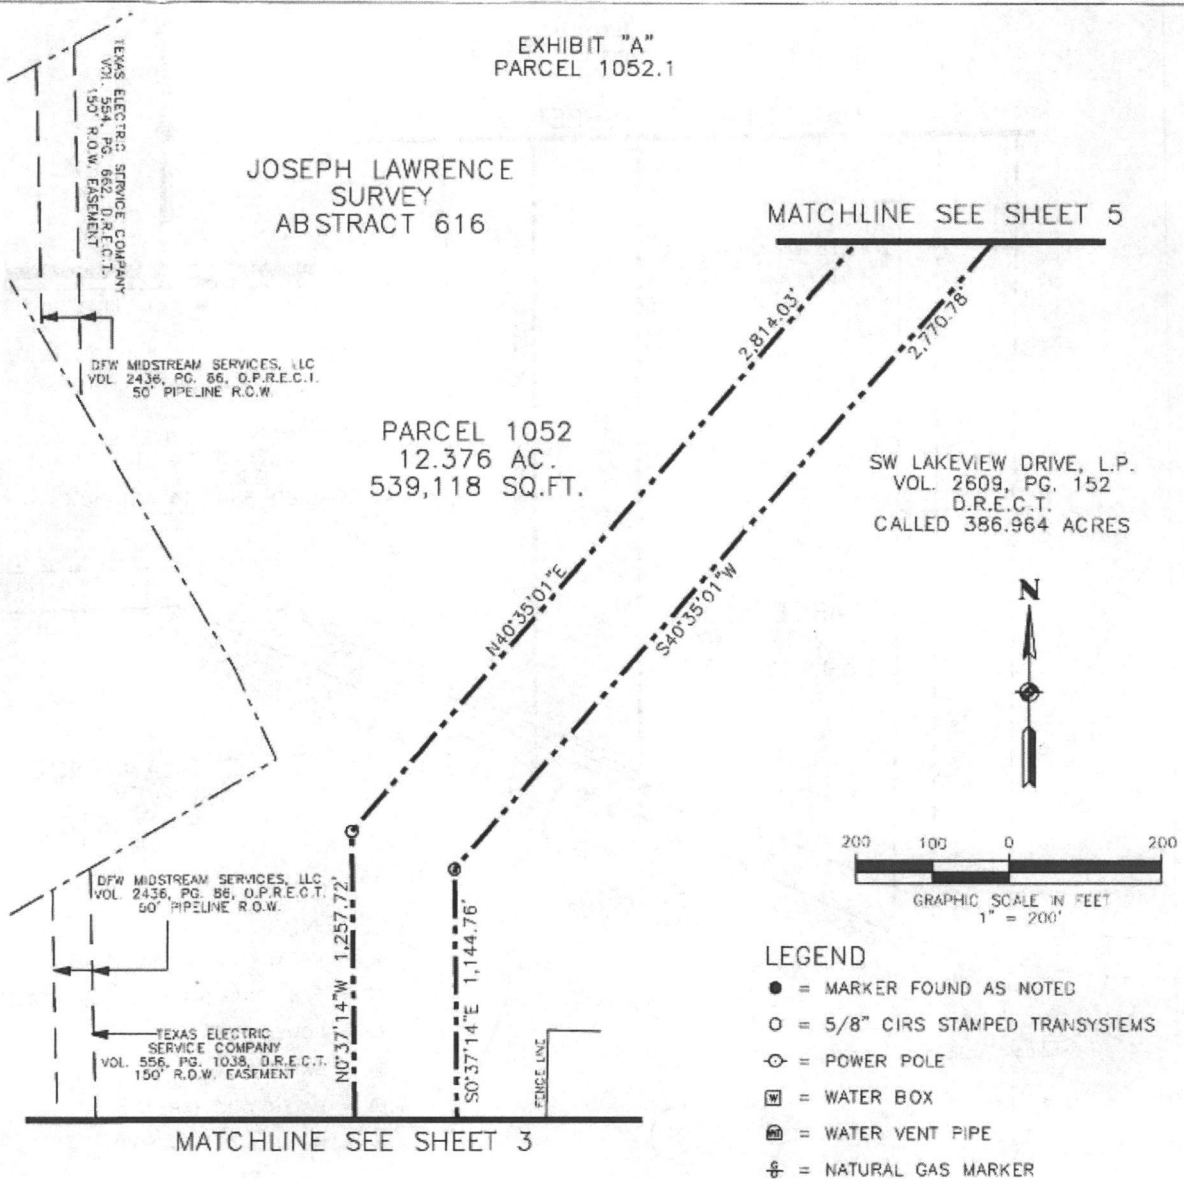 EXHIBIT "A"
PARCEL 1052.1
TEXAS ELECTRIC SERVICE COMPANY
VOL. 554, PG. 662, D.R.E.C.T.
150' R.O.W. EASEMENT
JOSEPH LAWRENCE
SURVEY
ABSTRACT 616
MATCHLINE SEE SHEET 5
2,814.03'
2,770.78'
DFW MIDSTREAM SERVICES, LLC
VOL. 2436, PG. 86, O.P.R.E.C.T.
50' PIPELINE R.O.W.
PARCEL 1052
12.376 AC.
539,118 SQ.FT.
SW LAKEVIEW DRIVE, L.P.
VOL. 2609, PG. 152
D.R.E.C.T.
CALLED 386.964 ACRES
N40°35'01"E
S40°35'01"W
N
200 100 0 200
GRAPHIC SCALE IN FEET
1" = 200'
DFW MIDSTREAM SERVICES, LLC
VOL. 2436, PG. 86, O.P.R.E.C.T.
50' PIPELINE R.O.W.
N0°37'14"W 1,257.72'
S0°37'14"E 1,144.76'
FENCE LINE
TEXAS ELECTRIC
SERVICE COMPANY
VOL. 556, PG. 1038, D.R.E.C.T.
150' R.O.W. EASEMENT
MATCHLINE SEE SHEET 3
LEGEND
= MARKER FOUND AS NOTED
= 5/8" CIRS STAMPED TRANSYSTEMS
= POWER POLE
W = WATER BOX
= WATER VENT PIPE
= NATURAL GAS MARKER